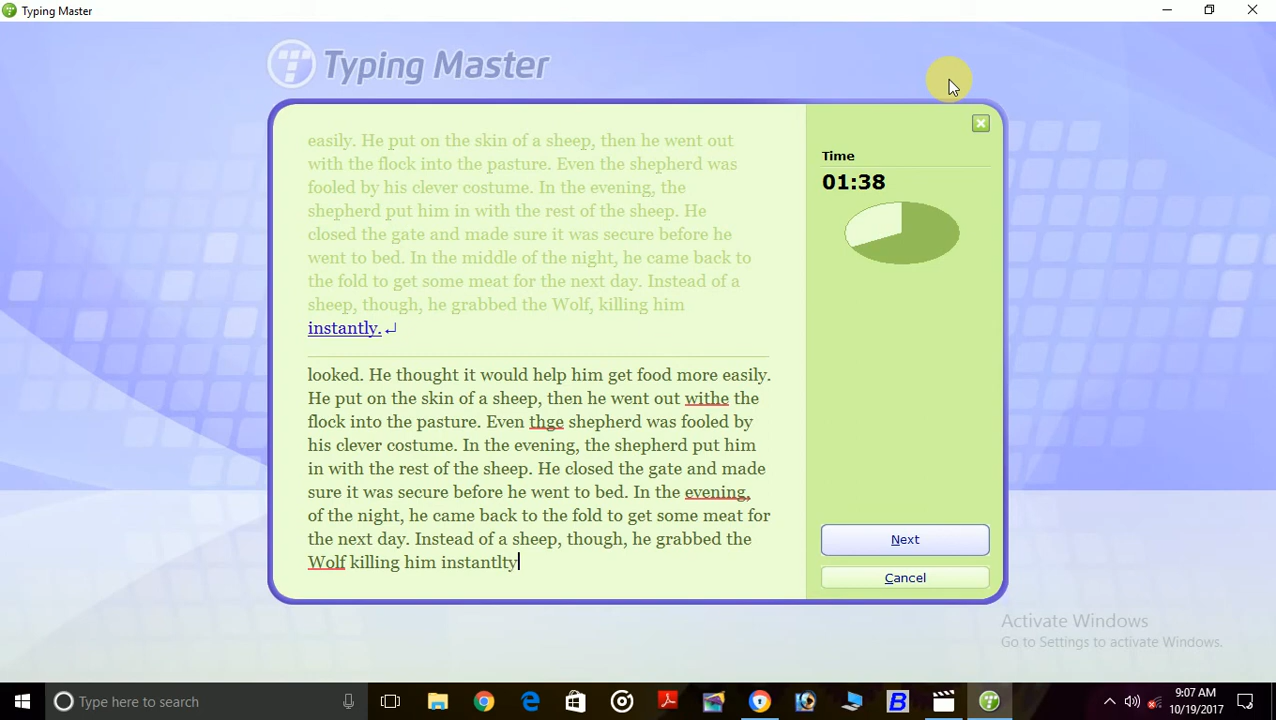 Typing Master
Typing Master
easily. He put on the skin of a sheep, then he went out
with the flock into the pasture. Even the shepherd was
fooled by his clever costume. In the evening, the
shepherd put him in with the rest of the sheep. He
closed the gate and made sure it was secure before he
went to bed. In the middle of the night, he came back to
the fold to get some meat for the next day. Instead of a
sheep, though, he grabbed the Wolf, killing him
instantly.
looked. He thought it would help him get food more easily.
He put on the skin of a sheep, then he went out withe the
flock into the pasture. Even thge shepherd was fooled by
his clever costume. In the evening, the shepherd put him
in with the rest of the sheep. He closed the gate and made
sure it was secure before he went to bed. In the evening,
of the night, he came back to the fold to get some meat for
the next day. Instead of a sheep, though, he grabbed the
Wolf killing him instantlty
Time
01:38
Next
Cancel
Activate Windows
Go to Settings to activate Windows.
Type here to search
9:07 AM
10/19/2017